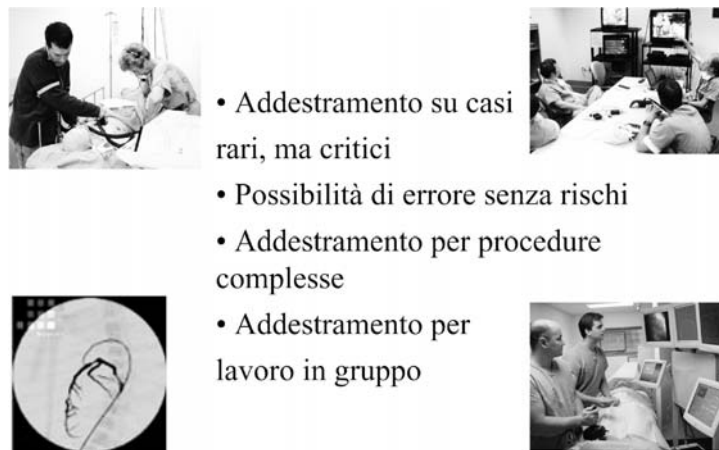 • Addestramento su casi
rari, ma critici
• Possibilità di errore senza rischi
• Addestramento per procedure
complesse
• Addestramento per
lavoro in gruppo